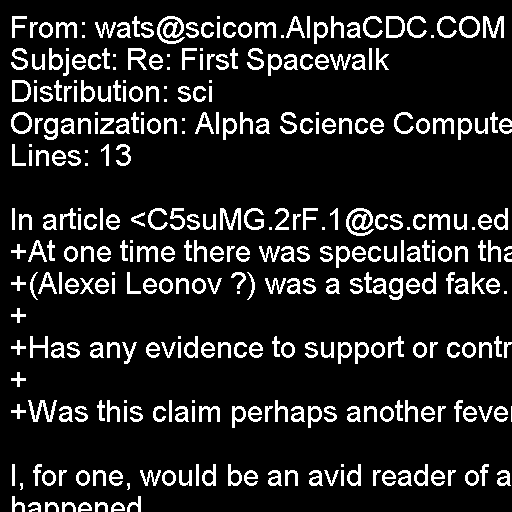 From: wats@scicom.AlphaCDC.COM
Subject: Re: First Spacewalk
Distribution: sci
Organization: Alpha Science Compute
Lines: 13

In article <C5suMG.2rF.1@cs.cmu.ed
+At one time there was speculation tha
+(Alexei Leonov ?) was a staged fake.
+
+Has any evidence to support or contr
+
+Was this claim perhaps another fever

I, for one, would be an avid reader of a
happened